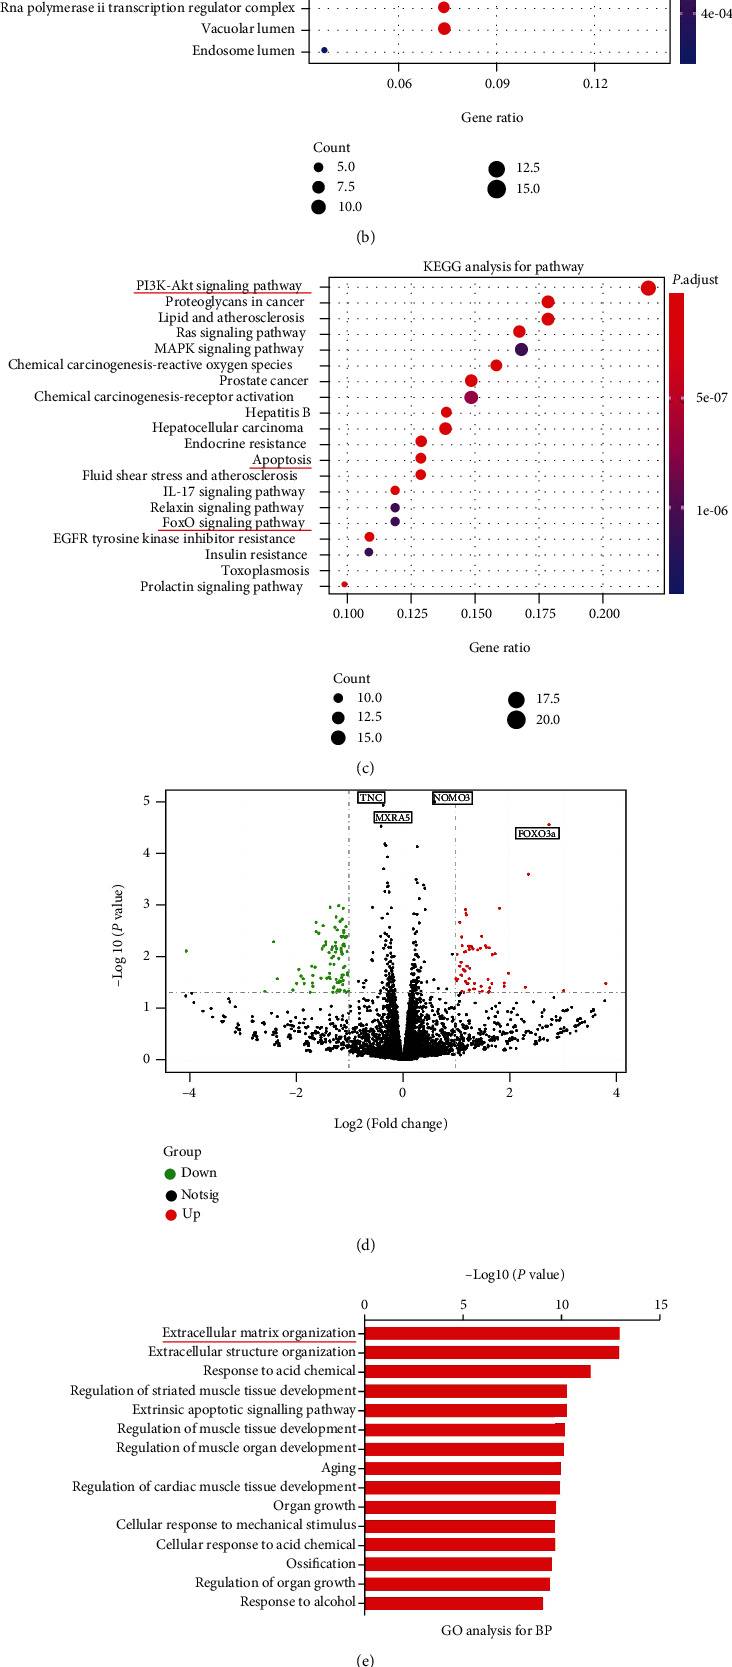 Rna polymerase ii transcription regulator complex
4e-04
Vacuolar lumen
Endosome lumen
0.06 0.09 0.12
Gene ratio
Count
5.0 12.5
7.5 15.0
10.0
(b)
KEGG analysis for pathway
P.adjust
PI3K-Akt signaling pathway
Proteoglycans in cancer
Lipid and atherosclerosis
Ras signaling pathway
MAPK signaling pathway
Chemical carcinogenesis-reactive oxygen species
Prostate cancer
Chemical carcinogenesis-receptor activation
5e-07
Hepatitis B
Hepatocellular carcinoma
Endocrine resistance
Apoptosis
Fluid shear stress and atherosclerosis
IL-17 signaling pathway
Relaxin signaling pathway
1e-06
FoxO signaling pathway
EGFR tyrosine kinase inhibitor resistance
Insulin resistance
Toxoplasmosis
Prolactin signaling pathway
0.100 0.125 0.150 0.175 0.200
Gene ratio
Count
10.0 17.5
12.5 20.0
15.0
(c)
TNC NOMO3
MXRA5
FOXO3a
5
4
3
2
1
0
−Log 10 (P value)
−4 −2 0 2 4
Log2 (Fold change)
Group
Down
Notsig
Up
(d)
−Log10 (P value)
0 5 10 15
Extracellular matrix organization
Extracellular structure organization
Response to acid chemical
Regulation of striated muscle tissue development
Extrinsic apoptotic signalling pathway
Regulation of muscle tissue development
Regulation of muscle organ development
Aging
Regulation of cardiac muscle tissue development
Organ growth
Cellular response to mechanical stimulus
Cellular response to acid chemical
Ossification
Regulation of organ growth
Response to alcohol
GO analysis for BP
(e)